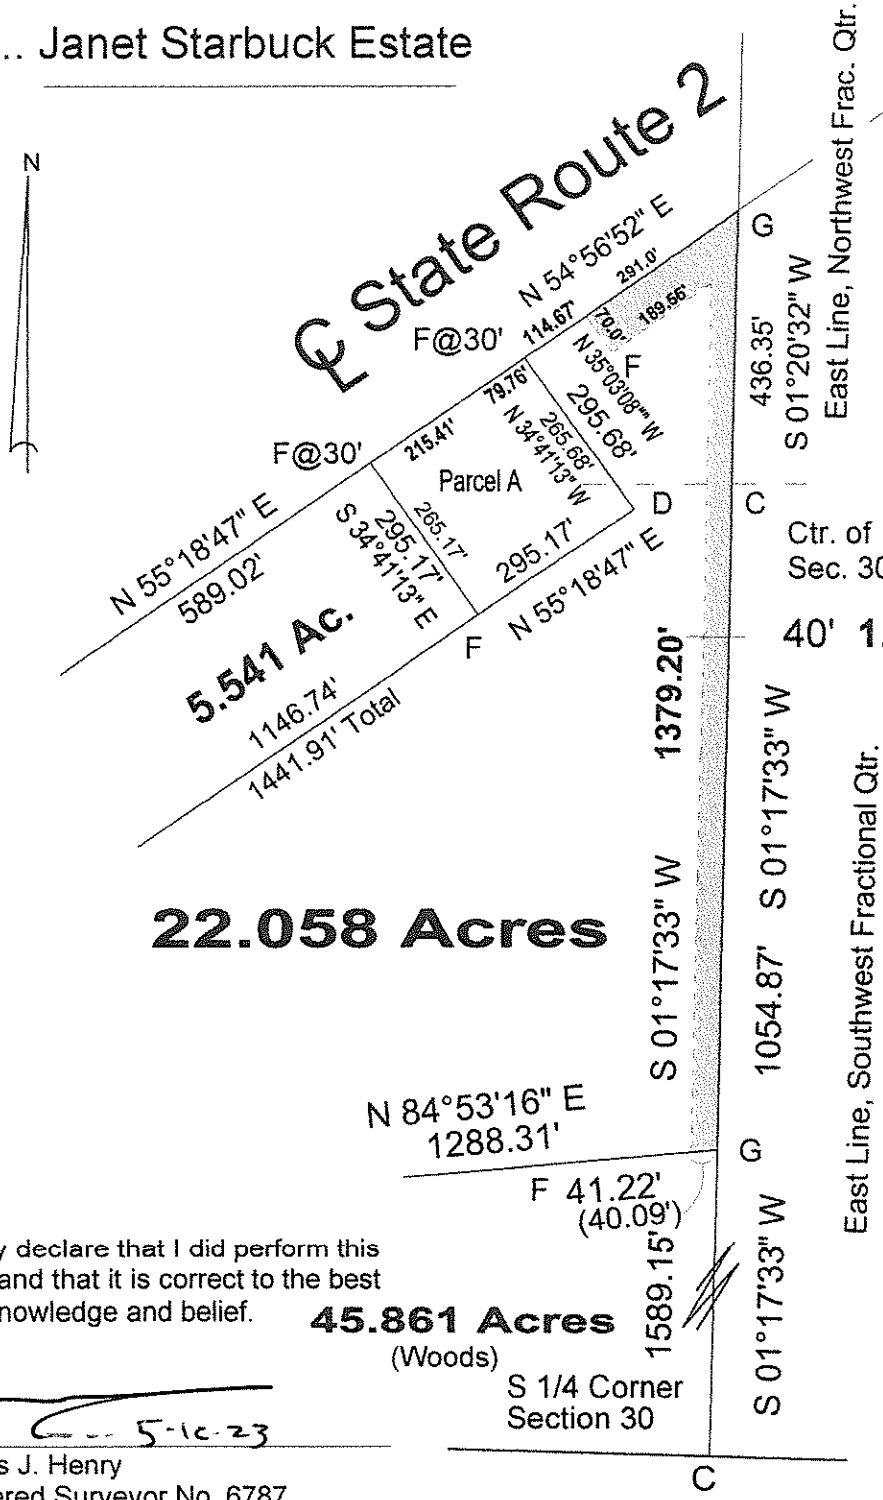 ... Janet Starbuck Estate
N
East Line, Northwest Frac. Qtr.
CL State Route 2
N 54°56'52" E
G
291.0'
F@30'
114.67'
70.0'
189.56'
436.35'
S 01°20'32" W
F
N 35°03'08"" W
79.76'
295.68'
265.68'
N 34°41'13" W
F@30'
215.41'
Parcel A
D
C
Ctr. of
N 55°18'47" E
589.02'
265.17'
295.17'
S 34°41'13" E
295.17'
N 55°18'47" E
F
40' 1.
5.541 Ac.
1146.74'
1441.91' Total
1379.20'
S 01°17'33" W
East Line, Southwest Fractional Qtr.
22.058 Acres
S 01°17'33" W
1054.87'
N 84°53'16" E
1288.31'
G
F 41.22'
(40.09')
declare that I did perform this
and that it is correct to the best
knowledge and belief.
45.861 Acres
(Woods)
1589.15'
S 01°17'33" W
S 1/4 Corner
Section 30
J. Henry
Surveyor No. 6787
C